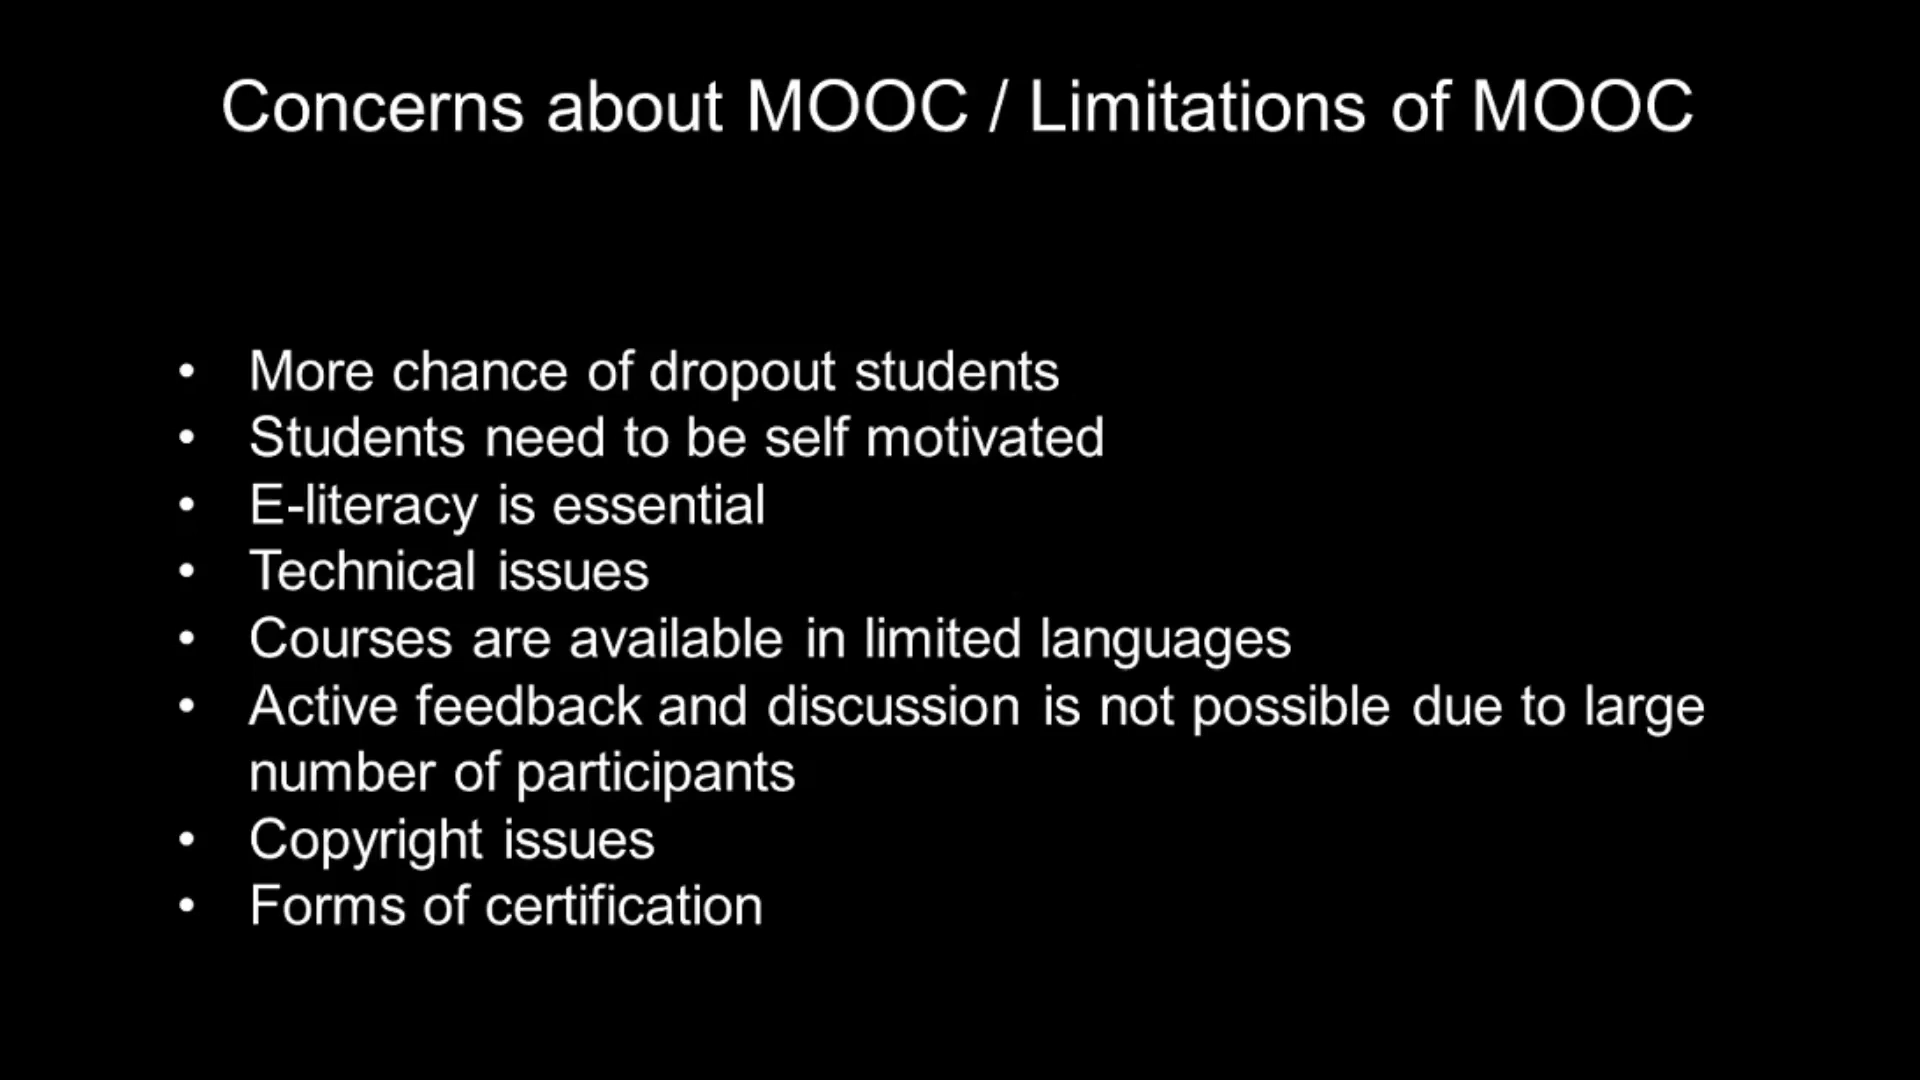 Concerns about MOOC / Limitations of MOOC
• More chance of dropout students
• Students need to be self motivated
• E-literacy is essential
• Technical issues
• Courses are available in limited languages
• Active feedback and discussion is not possible due to large
number of participants
• Copyright issues
• Forms of certification